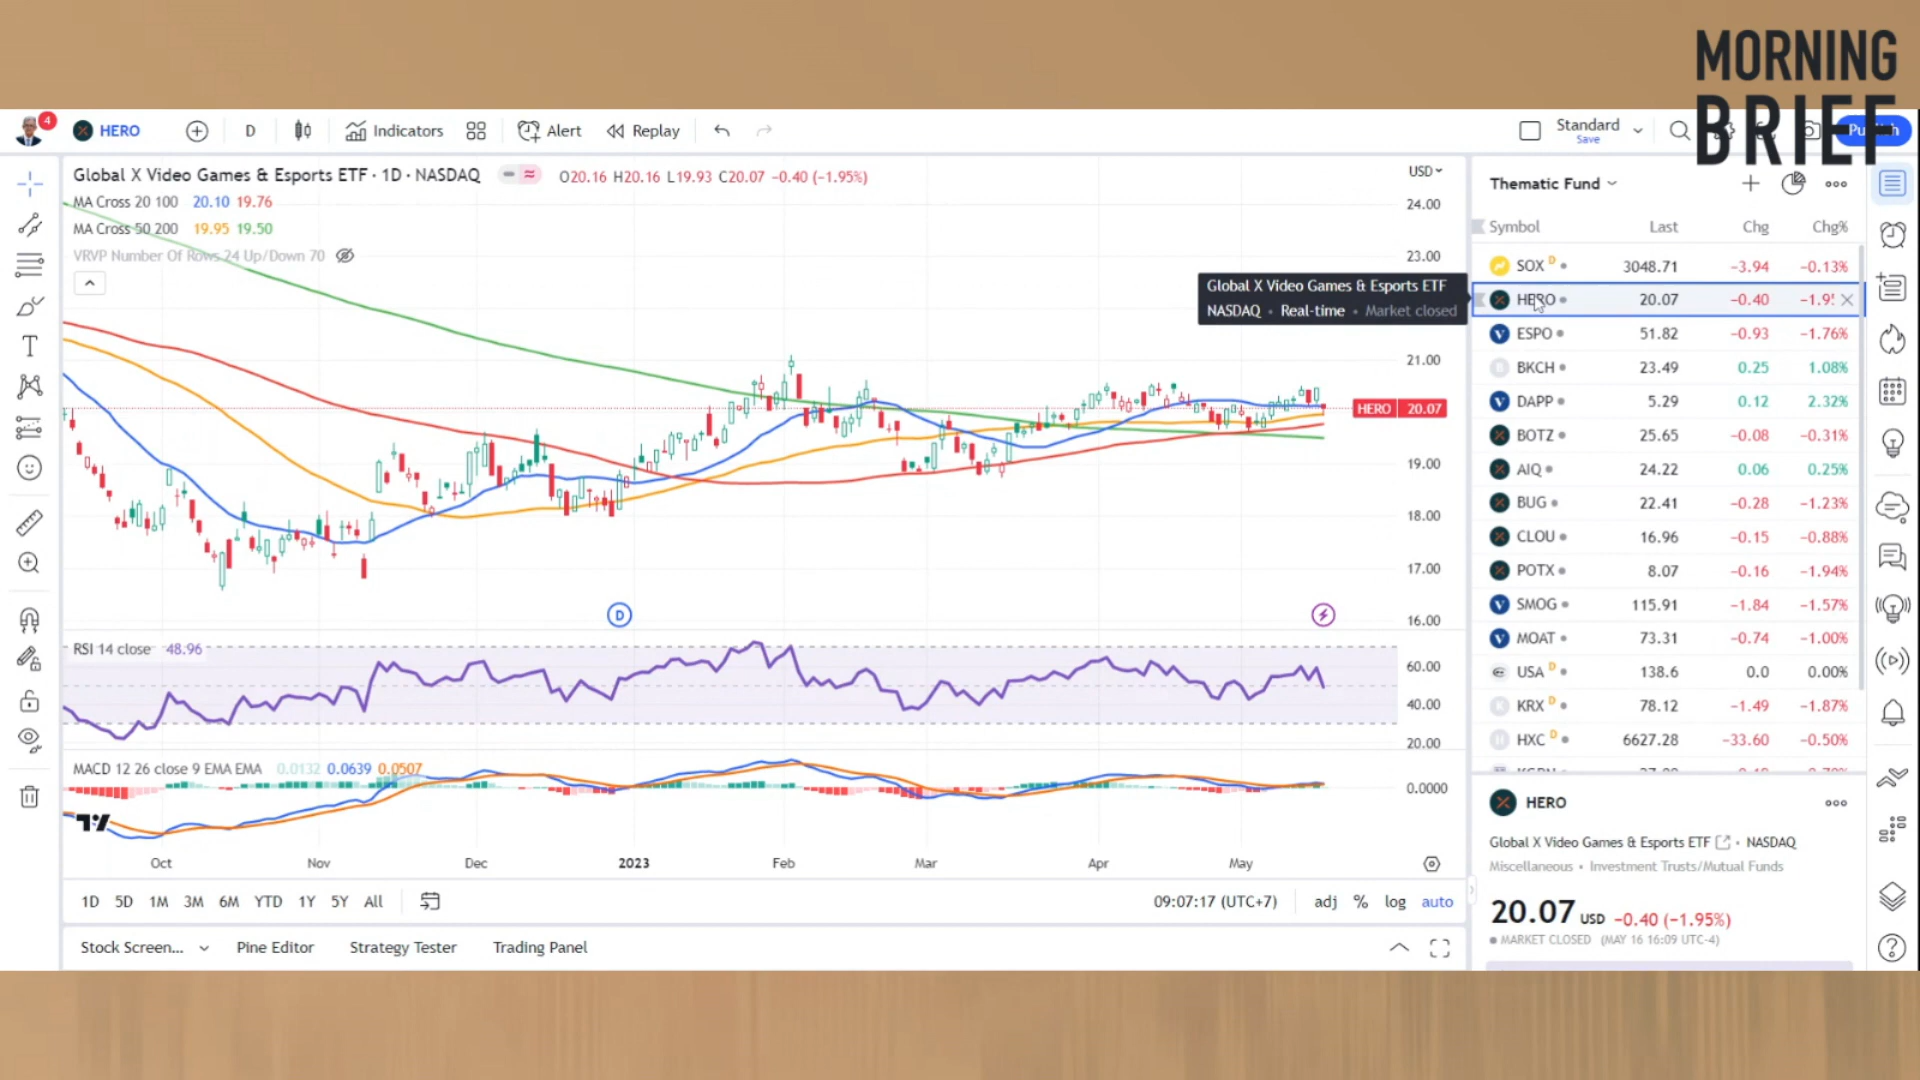 MORNING
BRIEF
4
HERO
D
Indicators
Alert
Replay
Standard
Save
Global X Video Games & Esports ETF · 1D · NASDAQ
O20.16 H20.16 L19.93 C20.07 −0.40 (−1.95%)
MA Cross 20 100 20.10 19.76
MA Cross 50 200 19.95 19.50
VRVP Number Of Rows 24 Up/Down 70
USD
24.00
23.00
21.00
19.00
18.00
17.00
16.00
HERO 20.07
Global X Video Games & Esports ETF
NASDAQ • Real-time • Market closed
D
RSI 14 close 48.96
60.00
40.00
20.00
MACD 12 26 close 9 EMA EMA 0.0132 0.0639 0.0507
0.0000
Oct Nov Dec 2023 Feb Mar Apr May
1D 5D 1M 3M 6M YTD 1Y 5Y All
09:07:17 (UTC+7) adj % log auto
Stock Screen... Pine Editor Strategy Tester Trading Panel
Thematic Fund
Symbol Last Chg Chg%
SOX D 3048.71 −3.94 −0.13%
HERO 20.07 −0.40
ESPO 51.82 −0.93 −1.76%
BKCH 23.49 0.25 1.08%
DAPP 5.29 0.12 2.32%
BOTZ 25.65 −0.08 −0.31%
AIQ 24.22 0.06 0.25%
BUG 22.41 −0.28 −1.23%
CLOU 16.96 −0.15 −0.88%
POTX 8.07 −0.16 −1.94%
SMOG 115.91 −1.84 −1.57%
MOAT 73.31 −0.74 −1.00%
USA D 138.6 0.0 0.00%
KRX D 78.12 −1.49 −1.87%
HXC D 6627.28 −33.60 −0.50%
HERO
Global X Video Games & Esports ETF • NASDAQ
Miscellaneous • Investment Trusts/Mutual Funds
20.07 USD −0.40 (−1.95%)
MARKET CLOSED (MAY 16 16:09 UTC-4)